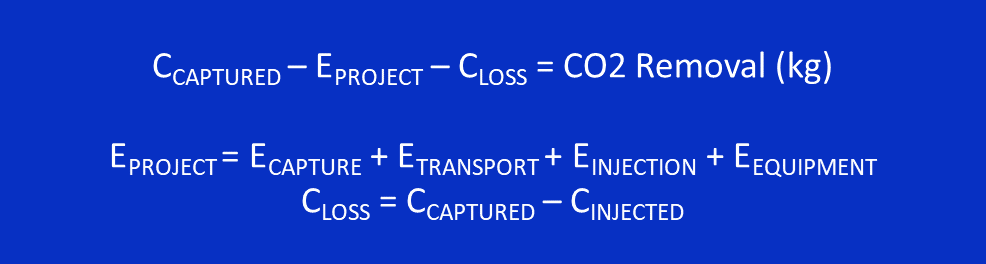 CCAPTURED – EPROJECT – CLOSS = CO2 Removal (kg)
EPROJECT = ECAPTURE + ETRANSPORT + EINJECTION + EEQUIPMENT
CLOSS = CCAPTURED – CINJECTED